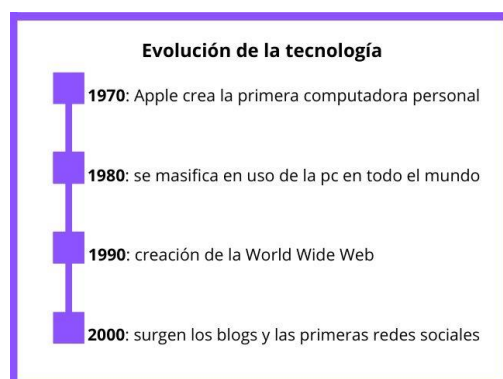 Evolución de la tecnología
1970: Apple crea la primera computadora personal
1980: se masifica en uso de la pc en todo el mundo
1990: creación de la World Wide Web
2000: surgen los blogs y las primeras redes sociales